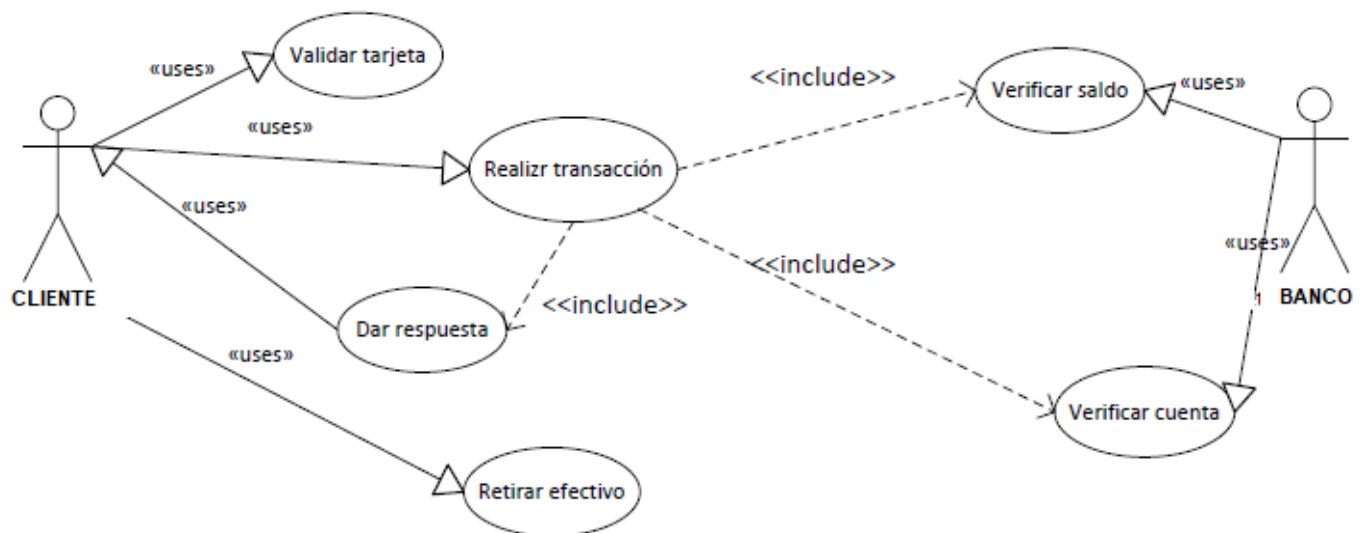 Validar tarjeta
«uses»
<<include>>
Verificar saldo
«uses»
«uses»
Realizr transacción
«uses»
«uses»
<<include>>
CLIENTE
<<include>>
1
BANCO
Dar respuesta
«uses»
Verificar cuenta
Retirar efectivo